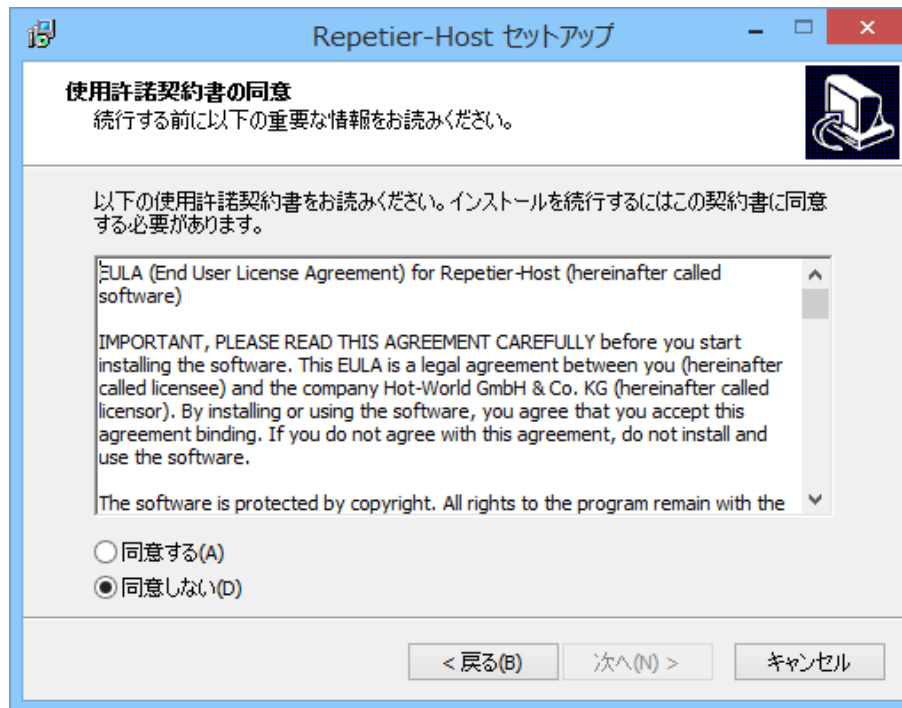 Repetier-Host セットアップ
使用許諾契約書の同意
続行する前に以下の重要な情報をお読みください。
以下の使用許諾契約書をお読みください。インストールを続行するにはこの契約書に同意
する必要があります。
EULA (End User License Agreement) for Repetier-Host (hereinafter called
software)
IMPORTANT, PLEASE READ THIS AGREEMENT CAREFULLY before you start
installing the software. This EULA is a legal agreement between you (hereinafter
called licensee) and the company Hot-World GmbH & Co. KG (hereinafter called
licensor). By installing or using the software, you agree that you accept this
agreement binding. If you do not agree with this agreement, do not install and
use the software.
The software is protected by copyright. All rights to the program remain with the
同意する(A)
同意しない(D)
< 戻る(B) 次へ(N) > キャンセル